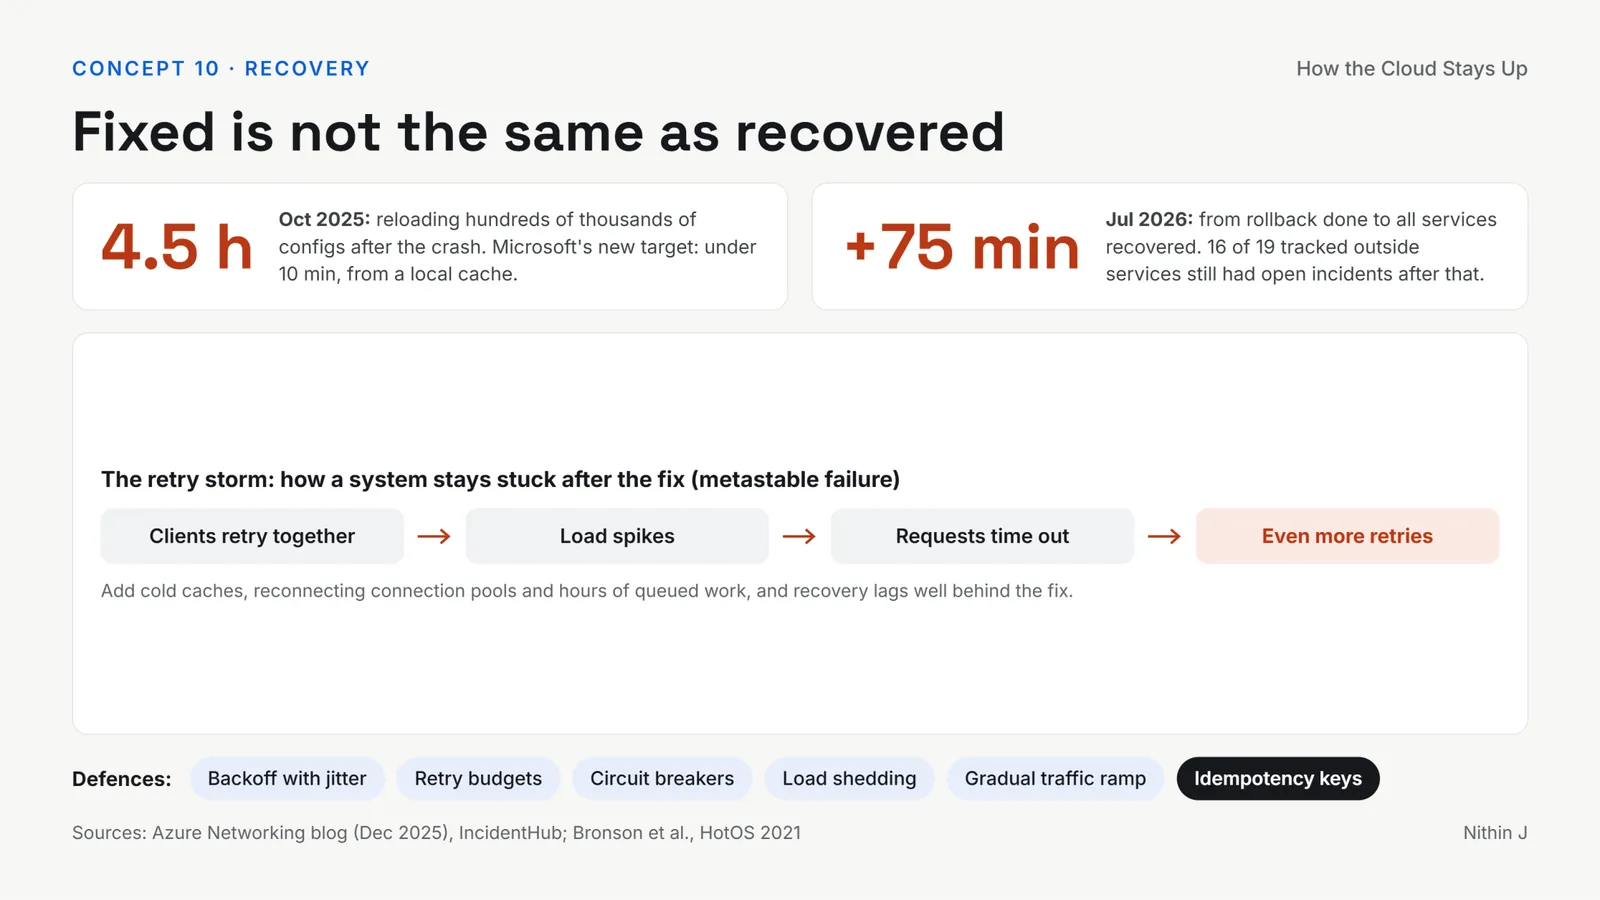 CONCEPT 10 · RECOVERY
How the Cloud Stays Up
Fixed is not the same as recovered
4.5 h
Oct 2025: reloading hundreds of thousands of
configs after the crash. Microsoft's new target: under
10 min, from a local cache.
+75 min
Jul 2026: from rollback done to all services
recovered. 16 of 19 tracked outside
services still had open incidents after that.
The retry storm: how a system stays stuck after the fix (metastable failure)
Clients retry together → Load spikes → Requests time out → Even more retries
Add cold caches, reconnecting connection pools and hours of queued work, and recovery lags well behind the fix.
Defences: Backoff with jitter Retry budgets Circuit breakers Load shedding Gradual traffic ramp Idempotency keys
Sources: Azure Networking blog (Dec 2025), IncidentHub; Bronson et al., HotOS 2021
Nithin J